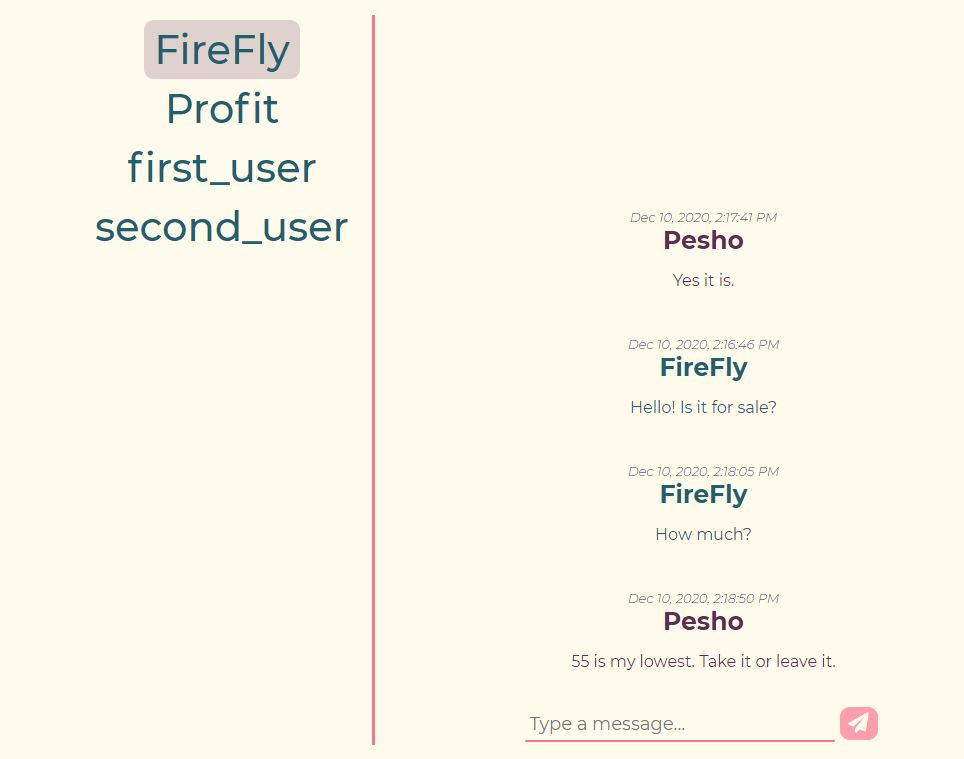 FireFly
Profit
first_user
second_user
Dec 10, 2020, 2:17:41 PM
Pesho
Yes it is.
Dec 10, 2020, 2:16:46 PM
FireFly
Hello! Is it for sale?
Dec 10, 2020, 2:18:05 PM
FireFly
How much?
Dec 10, 2020, 2:18:50 PM
Pesho
55 is my lowest. Take it or leave it.
Type a message...